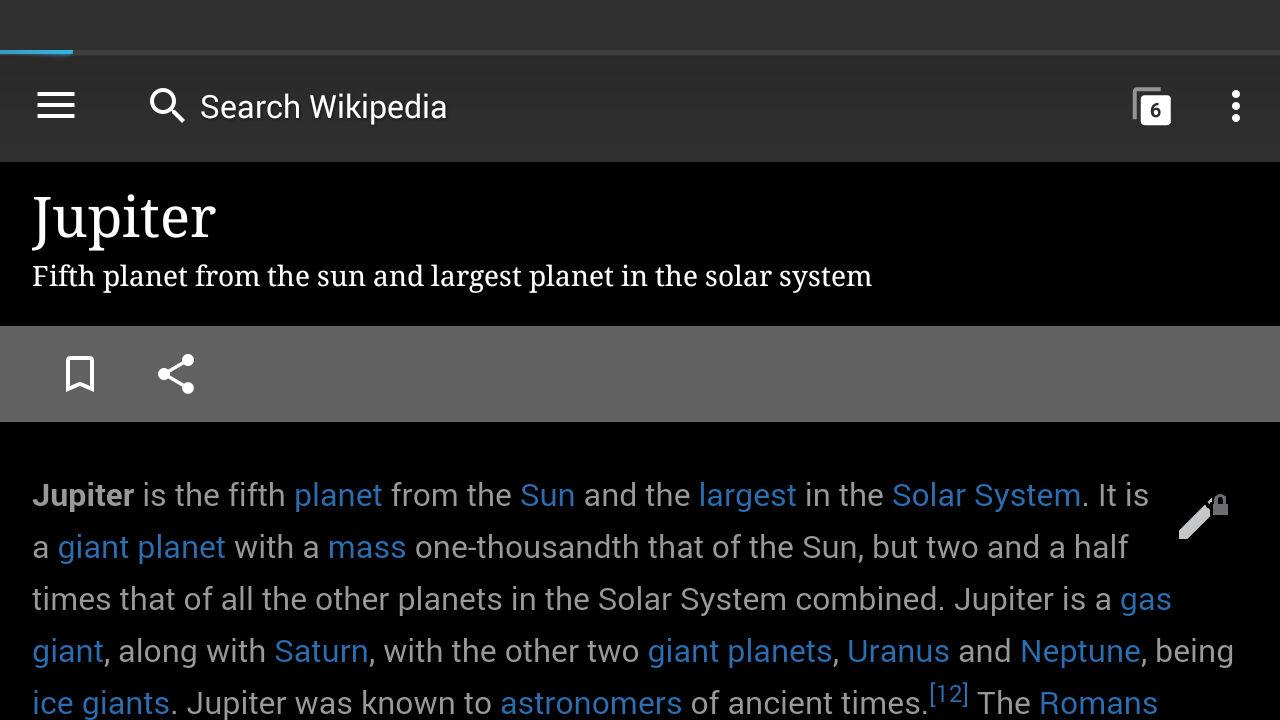 Search Wikipedia
6
Jupiter
Fifth planet from the sun and largest planet in the solar system
Jupiter is the fifth planet from the Sun and the largest in the Solar System. It is
a giant planet with a mass one-thousandth that of the Sun, but two and a half
times that of all the other planets in the Solar System combined. Jupiter is a gas
giant, along with Saturn, with the other two giant planets, Uranus and Neptune, being
ice giants. Jupiter was known to astronomers of ancient times.[12] The Romans